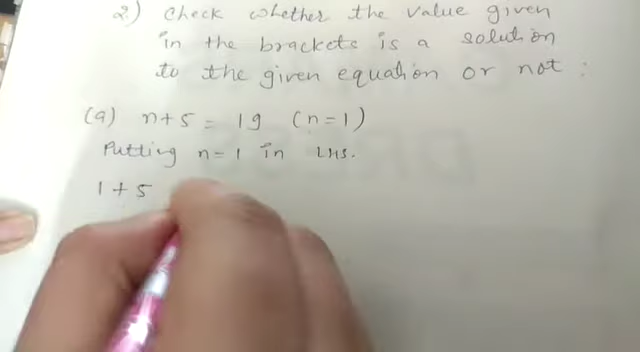 2.) Check whether the value given
in the brackets is a solution
to the given equation or not :
(a) n+5 = 19 (n=1)
Putting n=1 in LHS.
1+5